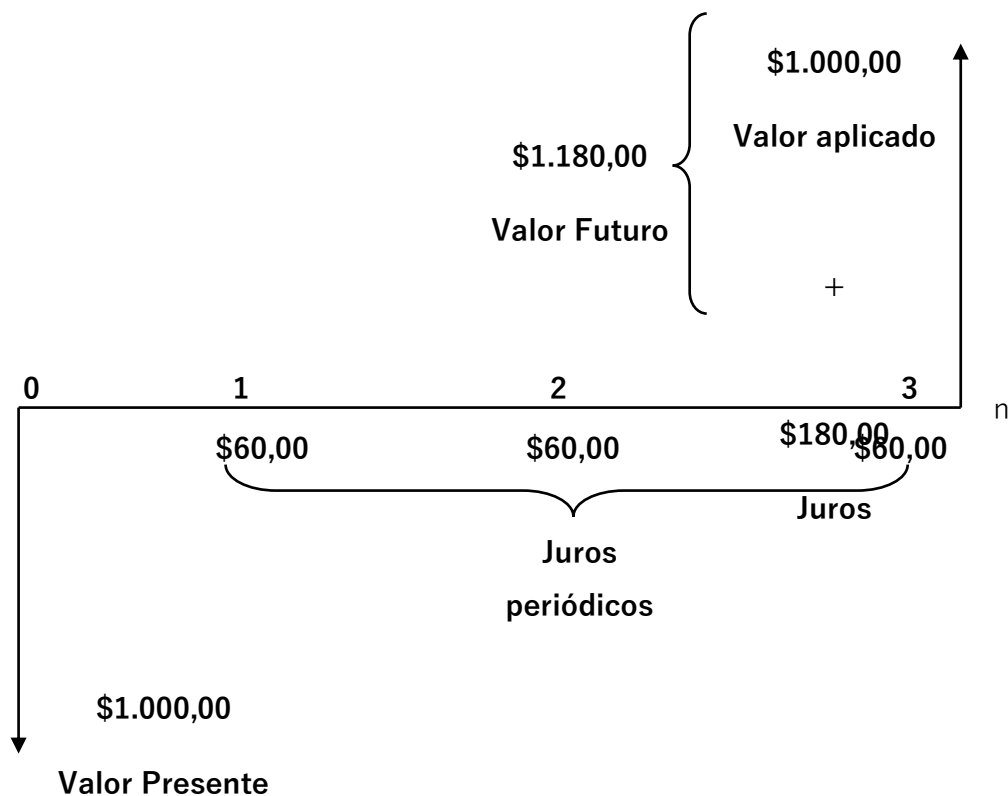 $1.000,00
Valor aplicado
$1.180,00
Valor Futuro
+
0 1 2 3
n
$60,00 $60,00 $180,00 $60,00
Juros
Juros
periódicos
$1.000,00
Valor Presente